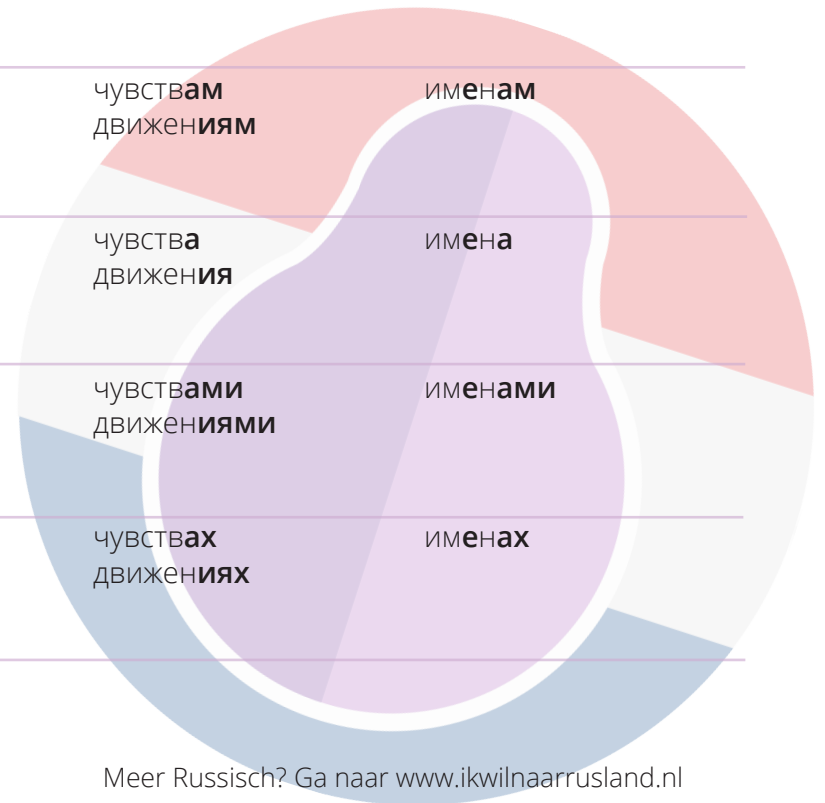 чувствам именам
движениям
чувства имена
движения
чувствами именами
движениями
чувствах именах
движениях
Meer Russisch? Ga naar www.ikwilnaarrusland.nl